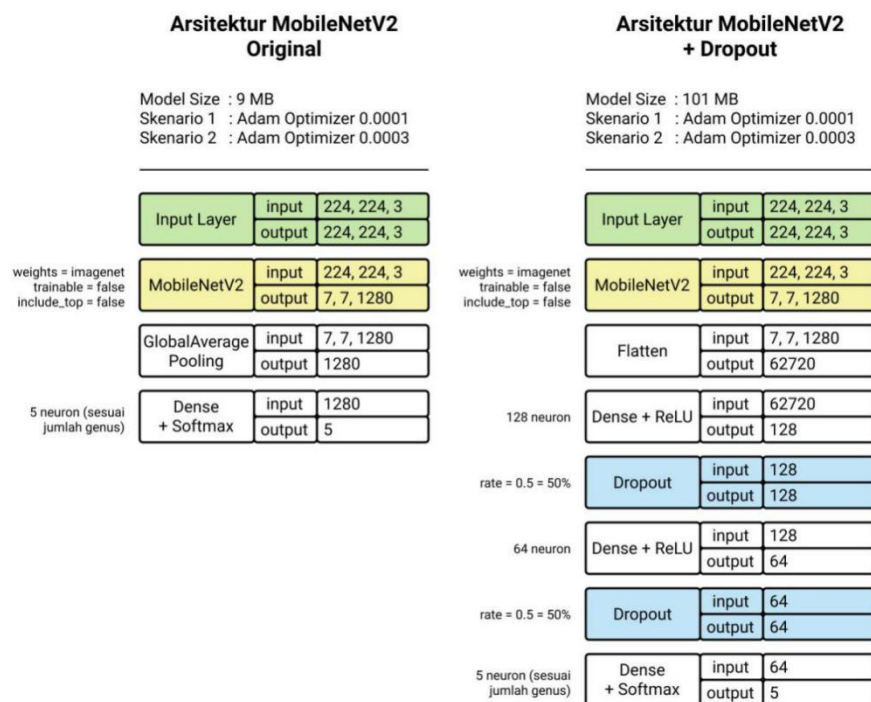 Arsitektur MobileNetV2
Original
Model Size : 9 MB
Skenario 1 : Adam Optimizer 0.0001
Skenario 2 : Adam Optimizer 0.0003
Input Layer
input 224, 224, 3
output 224, 224, 3
weights = imagenet
trainable = false
include_top = false
MobileNetV2
input 224, 224, 3
output 7, 7, 1280
GlobalAverage
Pooling
input 7, 7, 1280
output 1280
5 neuron (sesuai
jumlah genus)
Dense
+ Softmax
input 1280
output 5
Arsitektur MobileNetV2
+ Dropout
Model Size : 101 MB
Skenario 1 : Adam Optimizer 0.0001
Skenario 2 : Adam Optimizer 0.0003
Input Layer
input 224, 224, 3
output 224, 224, 3
weights = imagenet
trainable = false
include_top = false
MobileNetV2
input 224, 224, 3
output 7, 7, 1280
Flatten
input 7, 7, 1280
output 62720
128 neuron
Dense + ReLU
input 62720
output 128
rate = 0.5 = 50%
Dropout
input 128
output 128
64 neuron
Dense + ReLU
input 128
output 64
rate = 0.5 = 50%
Dropout
input 64
output 64
5 neuron (sesuai
jumlah genus)
Dense
+ Softmax
input 64
output 5